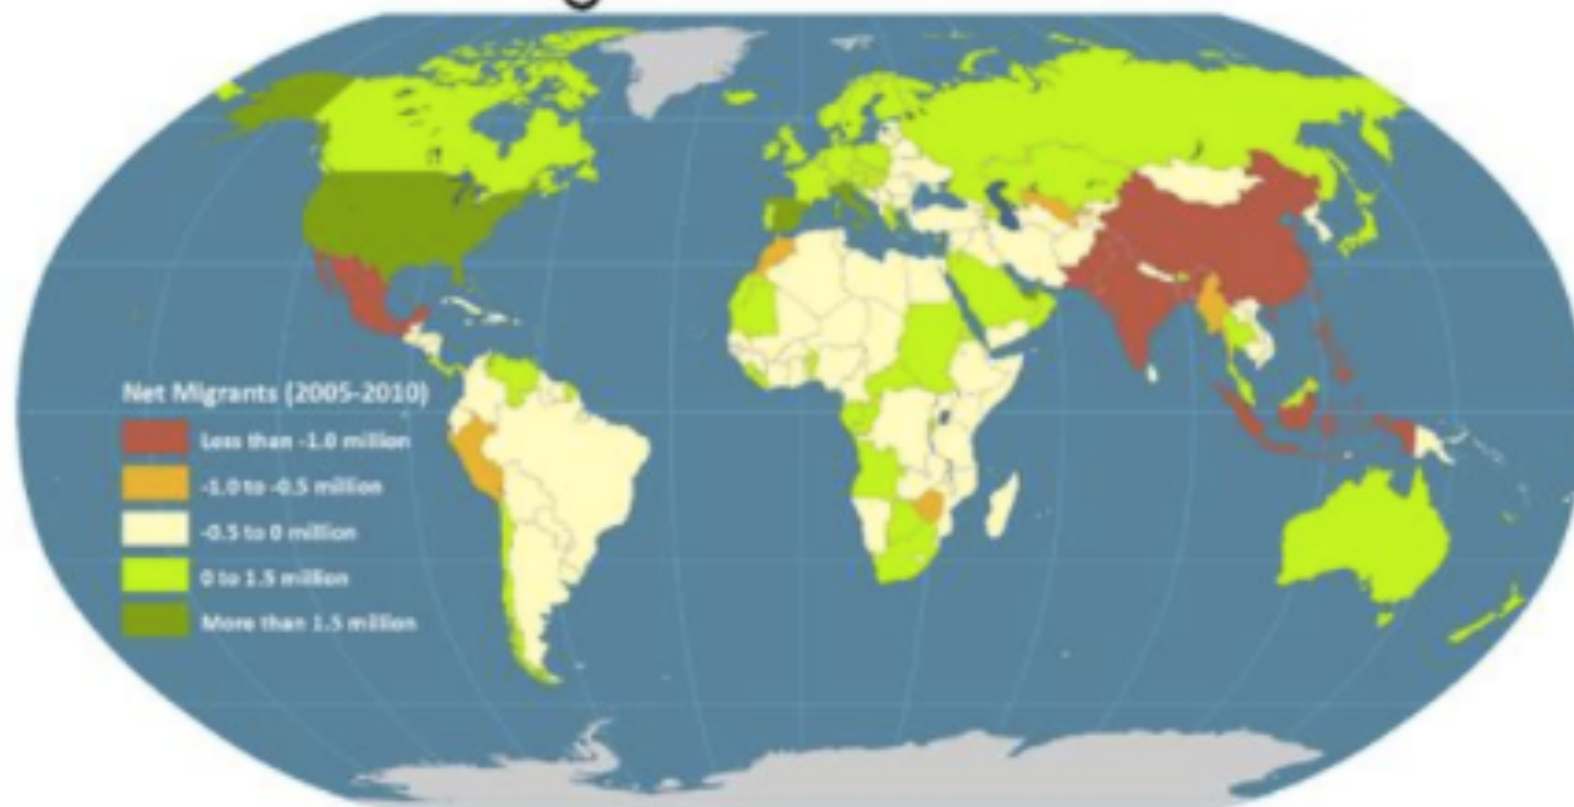 Net Migrants (2005-2010)
Less than -1.0 million
-1.0 to -0.5 million
-0.5 to 0 million
0 to 1.5 million
More than 1.5 million